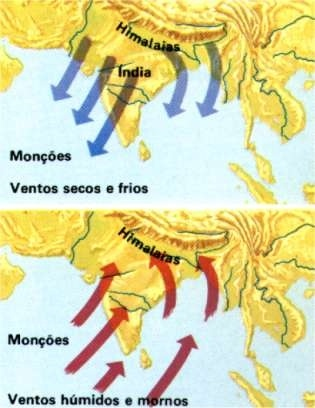 Himalaias
Índia
Monções
Ventos secos e frios
Himalaias
Monções
Ventos húmidos e mornos